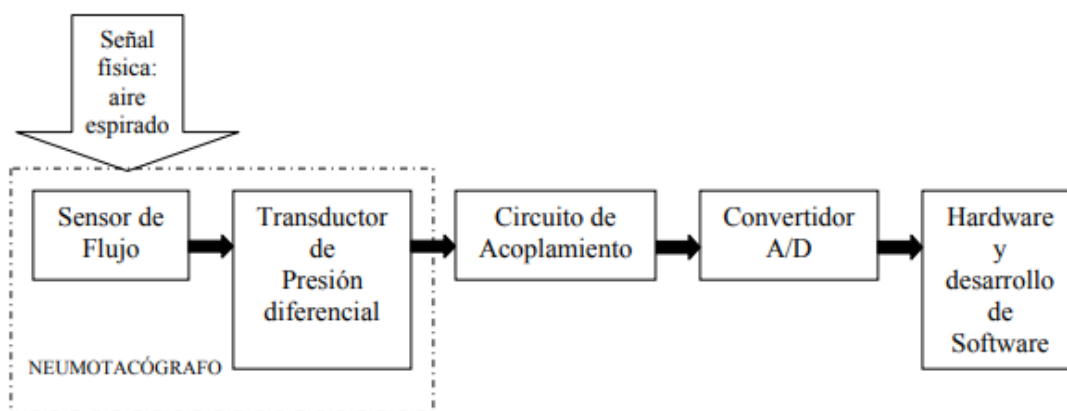 Señal
física:
aire
espirado
Sensor de
Flujo
Transductor
de
Presión
diferencial
Circuito de
Acoplamiento
Convertidor
A/D
Hardware
y
desarrollo
de
Software
NEUMOTACÓGRAFO